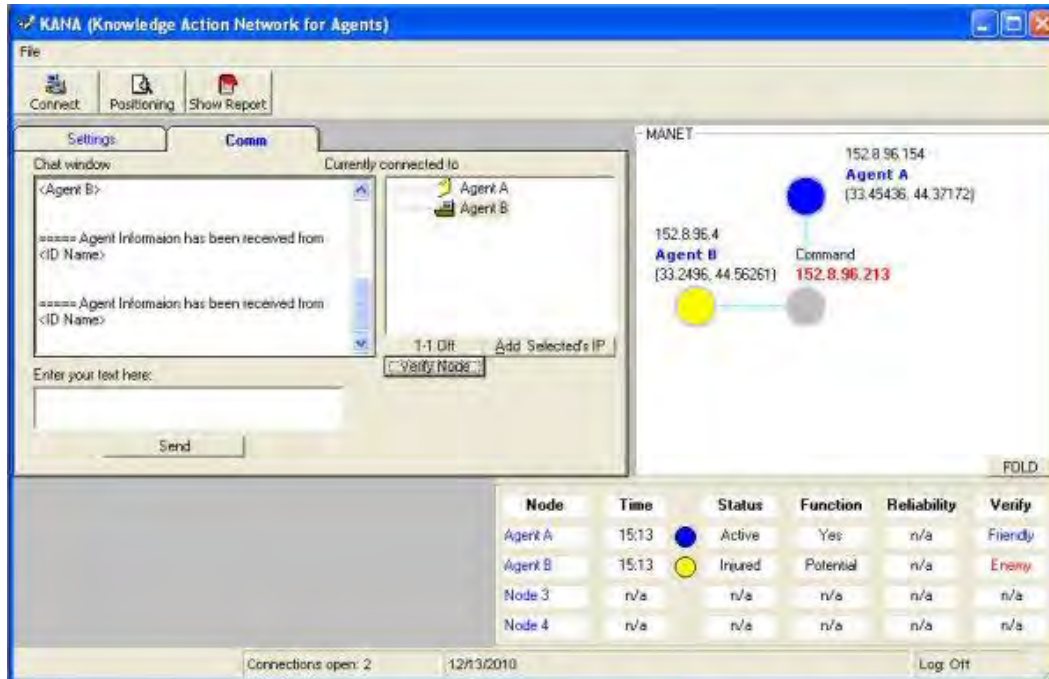 KANA (Knowledge Action Network for Agents)
File
Connect Positioning Show Report
Settings Comm
Chat window Currently connected to
<Agent B>
===== Agent Informaion has been received from
<ID Name>
===== Agent Informaion has been received from
<ID Name>
Agent A
Agent B
1-1 Off Add Selected's IP
Verify Node
Enter your text here:
Send
MANET
152.8.96.154
Agent A
(33.45436, 44.37172)
152.8.96.4
Agent B
(33.2496, 44.56261)
Command
152.8.96.213
FOLD
Node Time Status Function Reliability Verify
Agent A 15:13 Active Yes n/a Friendly
Agent B 15:13 Injured Potential n/a Enemy
Node 3 n/a n/a n/a n/a n/a
Node 4 n/a n/a n/a n/a n/a
Connections open: 2 12/13/2010 Log: Off